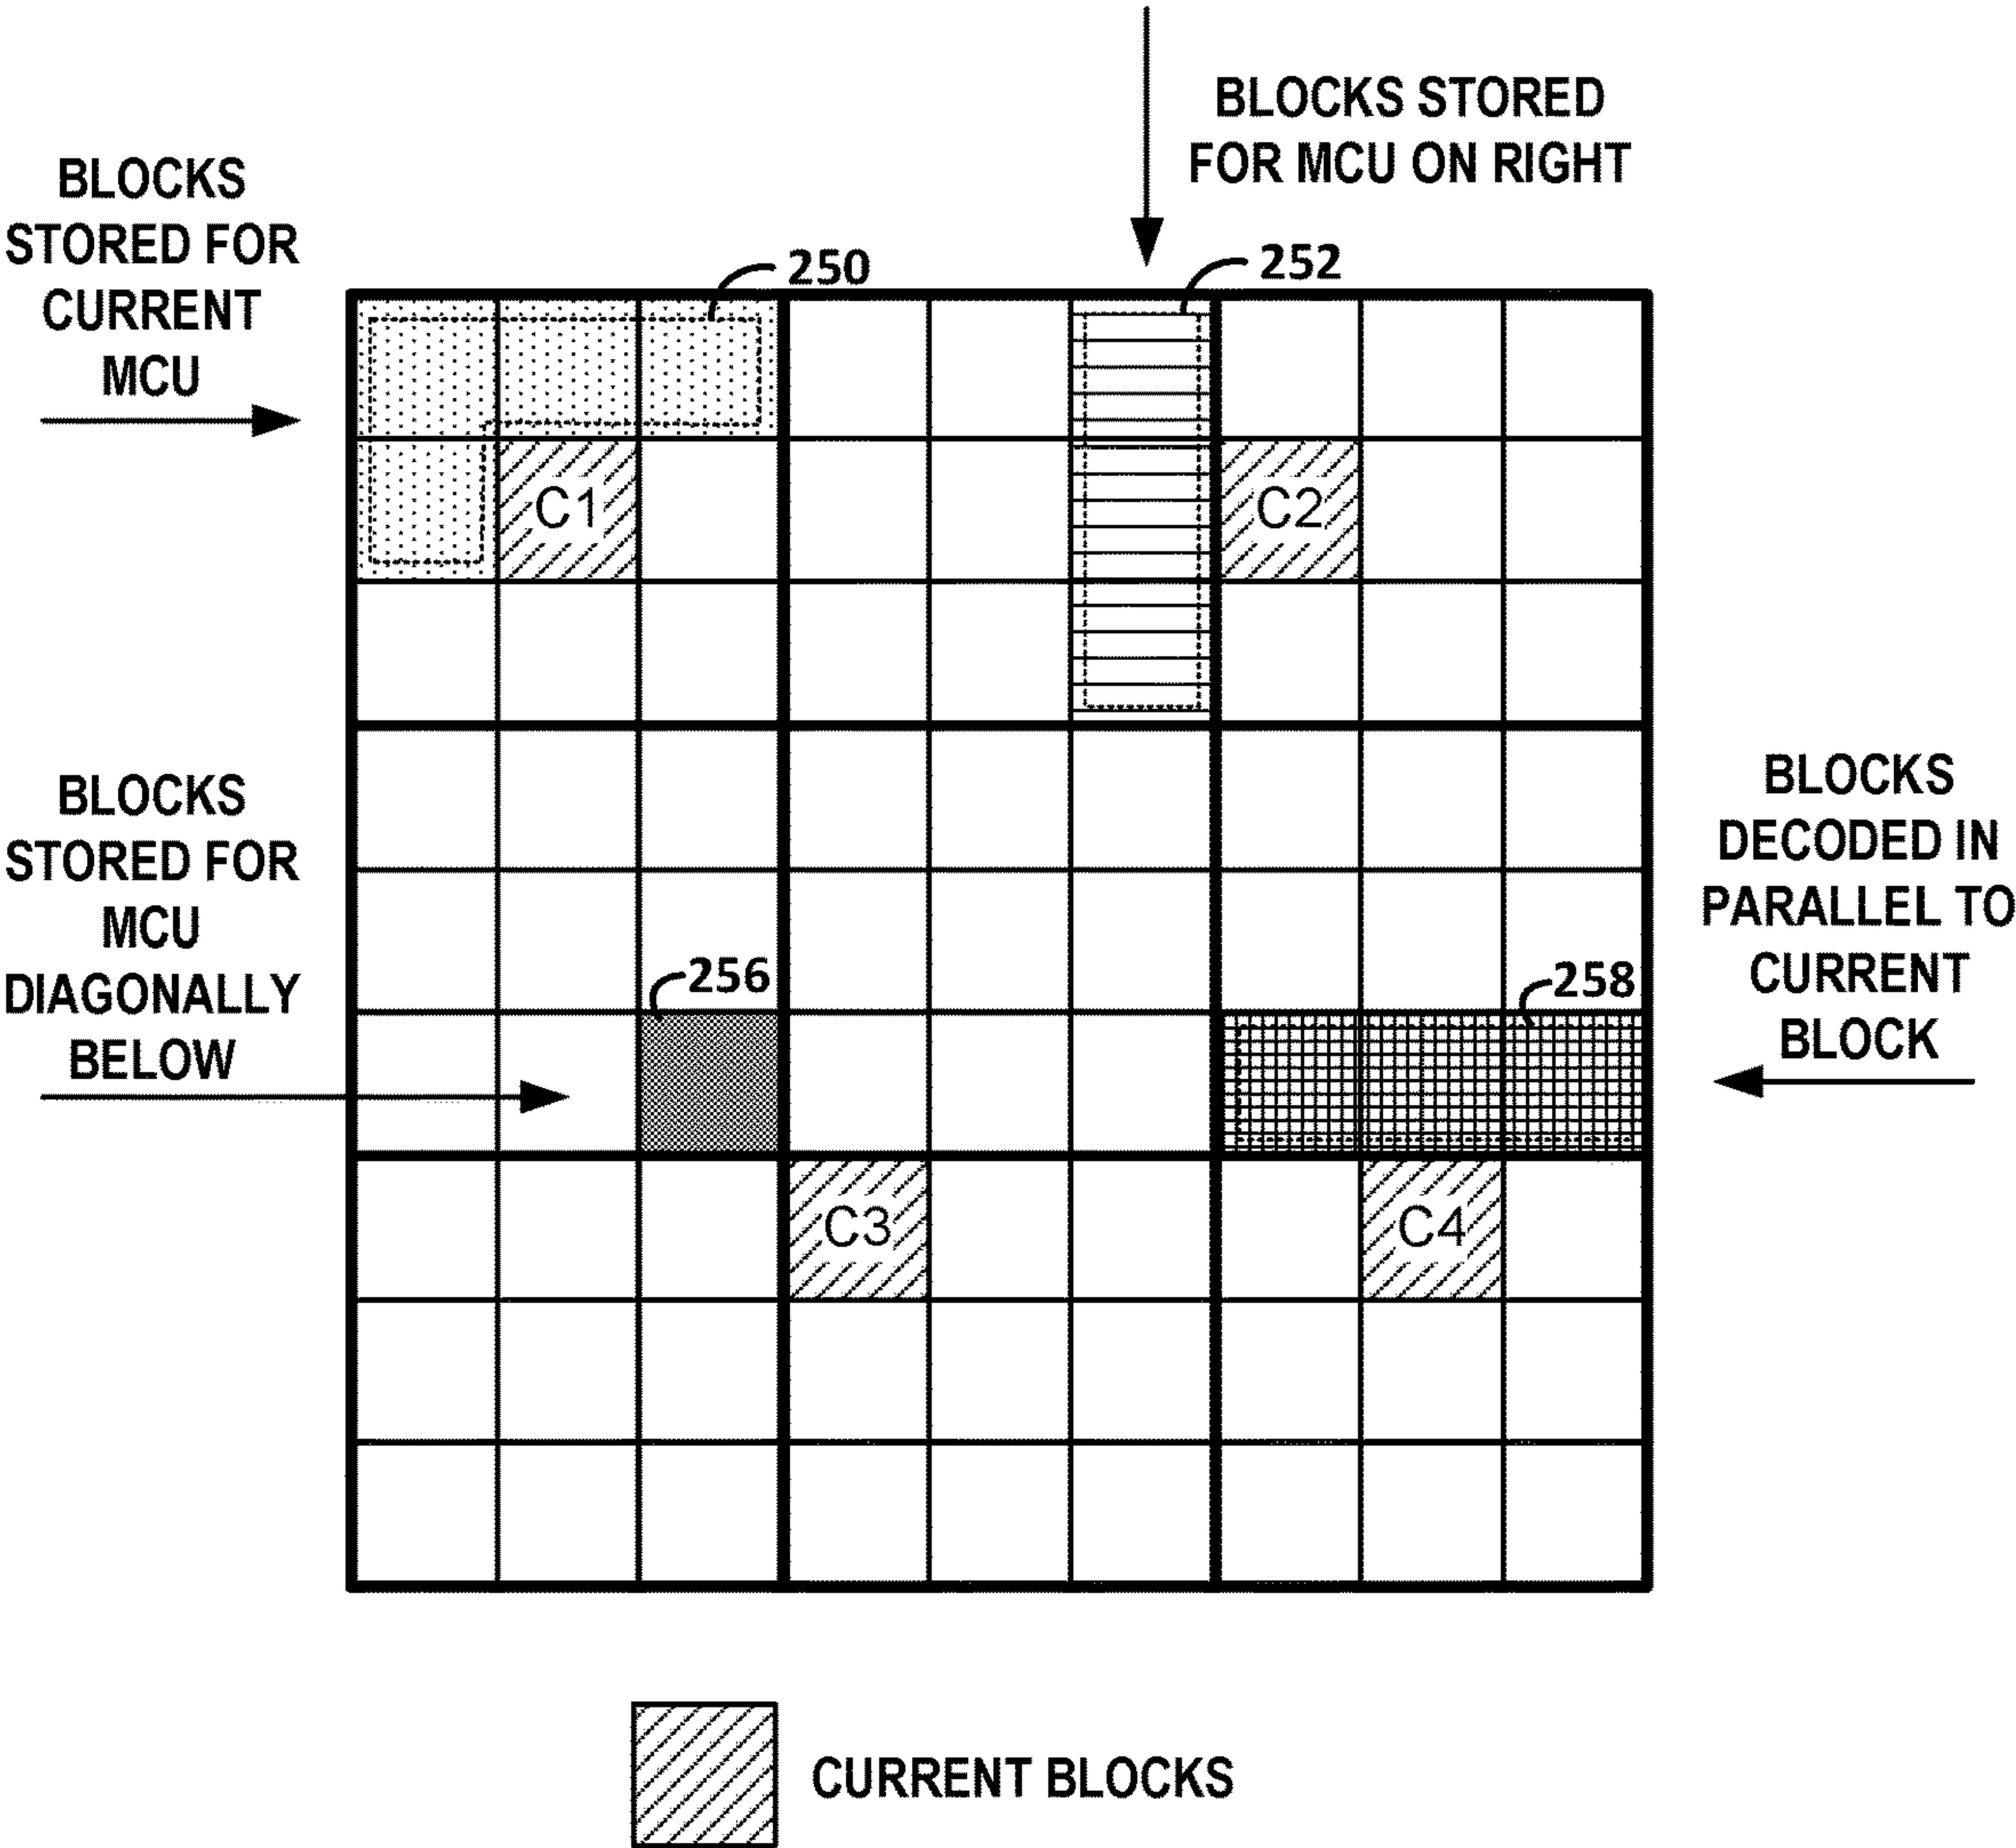 BLOCKS STORED
FOR MCU ON RIGHT
BLOCKS
STORED FOR
CURRENT
MCU
250
252
C1
C2
BLOCKS
STORED FOR
MCU
DIAGONALLY
BELOW
BLOCKS
DECODED IN
PARALLEL TO
CURRENT
BLOCK
256
258
C3
C4
CURRENT BLOCKS